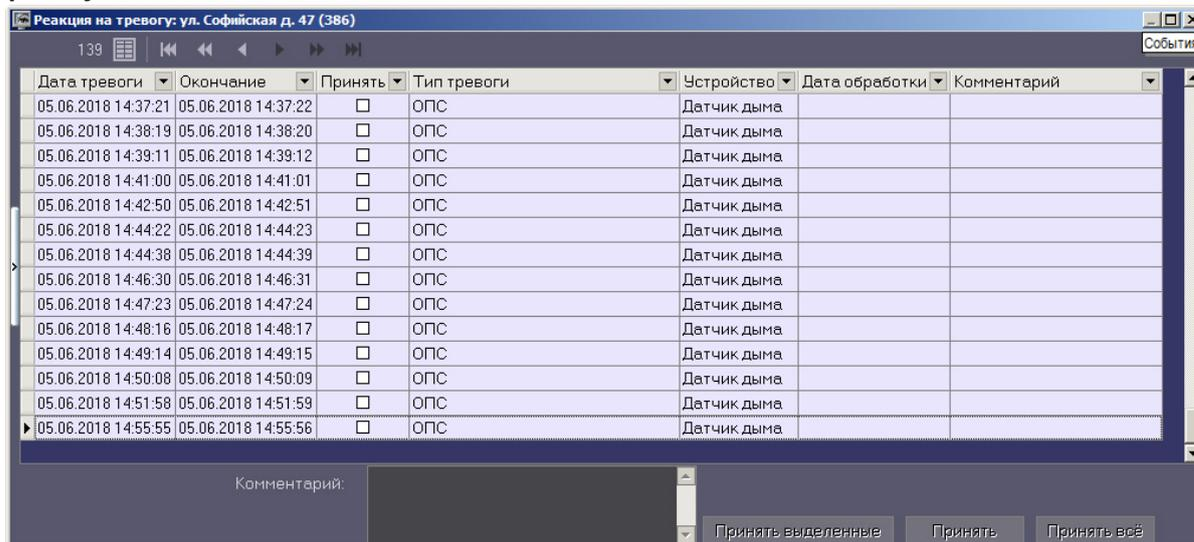 Реакция на тревогу: ул. Софийская д. 47 (386)
139
События
Дата тревоги Окончание Принять Тип тревоги Устройство Дата обработки Комментарий
05.06.2018 14:37:21 05.06.2018 14:37:22 ОПС Датчик дыма
05.06.2018 14:38:19 05.06.2018 14:38:20 ОПС Датчик дыма
05.06.2018 14:39:11 05.06.2018 14:39:12 ОПС Датчик дыма
05.06.2018 14:41:00 05.06.2018 14:41:01 ОПС Датчик дыма
05.06.2018 14:42:50 05.06.2018 14:42:51 ОПС Датчик дыма
05.06.2018 14:44:22 05.06.2018 14:44:23 ОПС Датчик дыма
05.06.2018 14:44:38 05.06.2018 14:44:39 ОПС Датчик дыма
05.06.2018 14:46:30 05.06.2018 14:46:31 ОПС Датчик дыма
05.06.2018 14:47:23 05.06.2018 14:47:24 ОПС Датчик дыма
05.06.2018 14:48:16 05.06.2018 14:48:17 ОПС Датчик дыма
05.06.2018 14:49:14 05.06.2018 14:49:15 ОПС Датчик дыма
05.06.2018 14:50:08 05.06.2018 14:50:09 ОПС Датчик дыма
05.06.2018 14:51:58 05.06.2018 14:51:59 ОПС Датчик дыма
05.06.2018 14:55:55 05.06.2018 14:55:56 ОПС Датчик дыма
Комментарий:
Принять выделенные Принять Принять всё